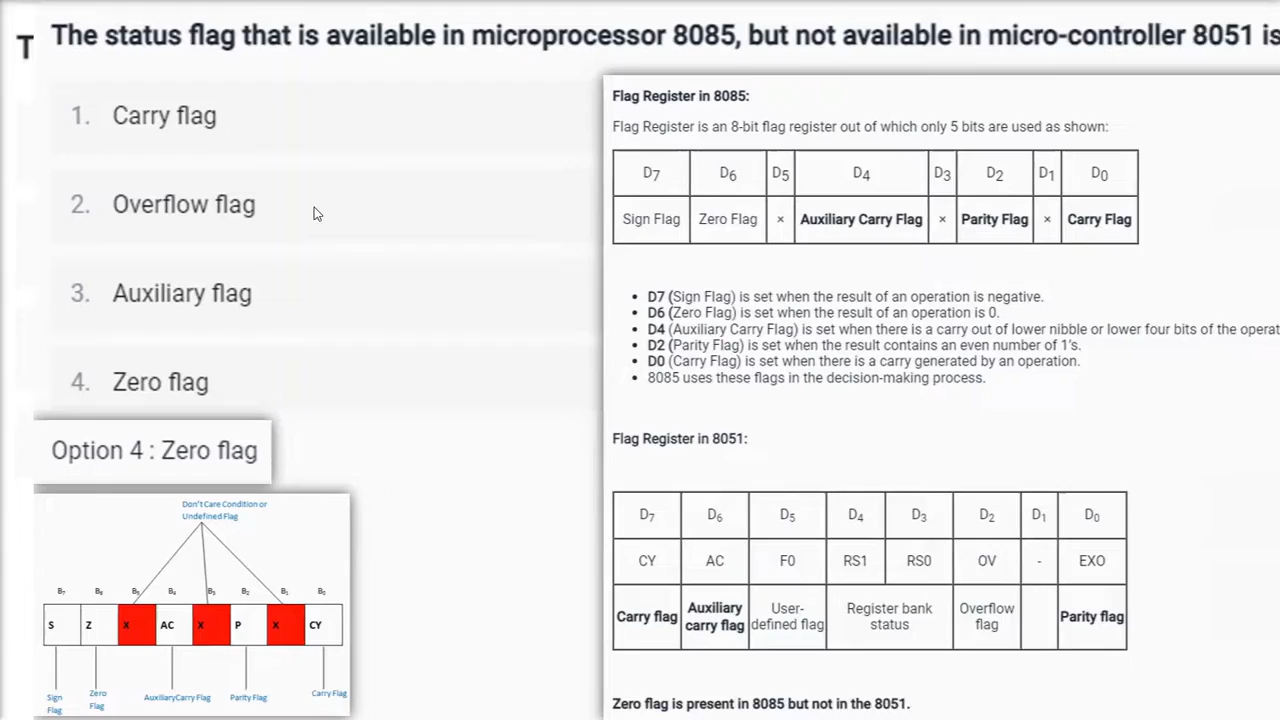 T
The status flag that is available in microprocessor 8085, but not available in micro-controller 8051 is
1. Carry flag
2. Overflow flag
3. Auxiliary flag
4. Zero flag
Option 4 : Zero flag
Don't Care Condition or
Undefined Flag
B7 B6 B5 B4 B3 B2 B1 B0
S Z X AC X P X CY
Sign Flag Zero Flag AuxiliaryCarry Flag Parity Flag Carry Flag
Flag Register in 8085:
Flag Register is an 8-bit flag register out of which only 5 bits are used as shown:
D7 D6 D5 D4 D3 D2 D1 D0
Sign Flag Zero Flag × Auxiliary Carry Flag × Parity Flag × Carry Flag
• D7 (Sign Flag) is set when the result of an operation is negative.
• D6 (Zero Flag) is set when the result of an operation is 0.
• D4 (Auxiliary Carry Flag) is set when there is a carry out of lower nibble or lower four bits of the operat
• D2 (Parity Flag) is set when the result contains an even number of 1's.
• D0 (Carry Flag) is set when there is a carry generated by an operation.
• 8085 uses these flags in the decision-making process.
Flag Register in 8051:
D7 D6 D5 D4 D3 D2 D1 D0
CY AC F0 RS1 RS0 OV - EXO
Carry flag Auxiliary carry flag User-defined flag Register bank status Overflow flag Parity flag
Zero flag is present in 8085 but not in the 8051.